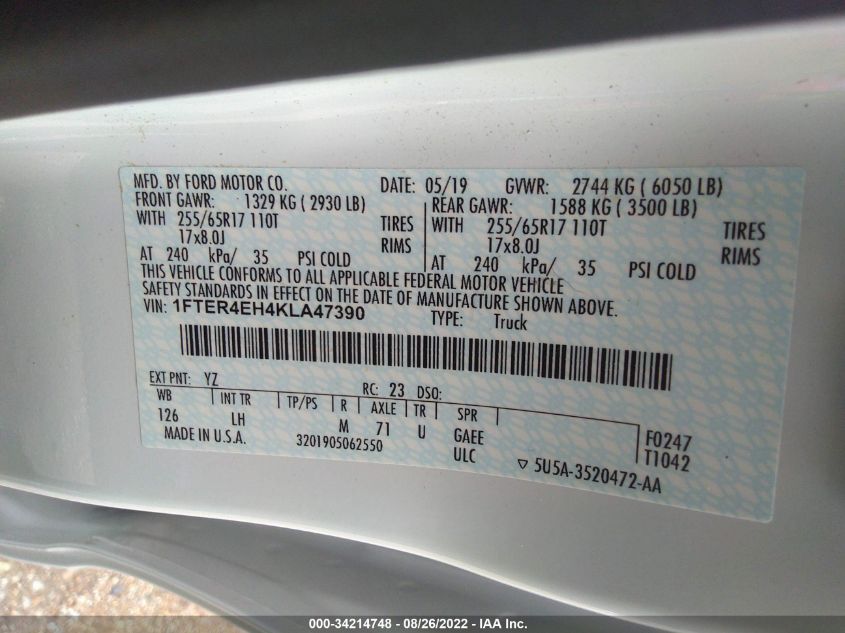 MFD. BY FORD MOTOR CO. DATE: 05/19 GVWR: 2744 KG ( 6050 LB)
FRONT GAWR: 1329 KG ( 2930 LB) REAR GAWR: 1588 KG ( 3500 LB)
WITH 255/65R17 110T TIRES WITH 255/65R17 110T TIRES
17x8.0J RIMS 17x8.0J RIMS
AT 240 kPa/ 35 PSI COLD AT 240 kPa/ 35 PSI COLD
THIS VEHICLE CONFORMS TO ALL APPLICABLE FEDERAL MOTOR VEHICLE
SAFETY STANDARDS IN EFFECT ON THE DATE OF MANUFACTURE SHOWN ABOVE.
VIN: 1FTER4EH4KLA47390 TYPE: Truck
EXT PNT: YZ RC: 23 DSO:
WB INT TR TP/PS R AXLE TR SPR
126 LH M 71 U GAEE F0247
MADE IN U.S.A. 3201905062550 ULC T1042
▽ 5U5A-3520472-AA
000-34214748 - 08/26/2022 - IAA Inc.